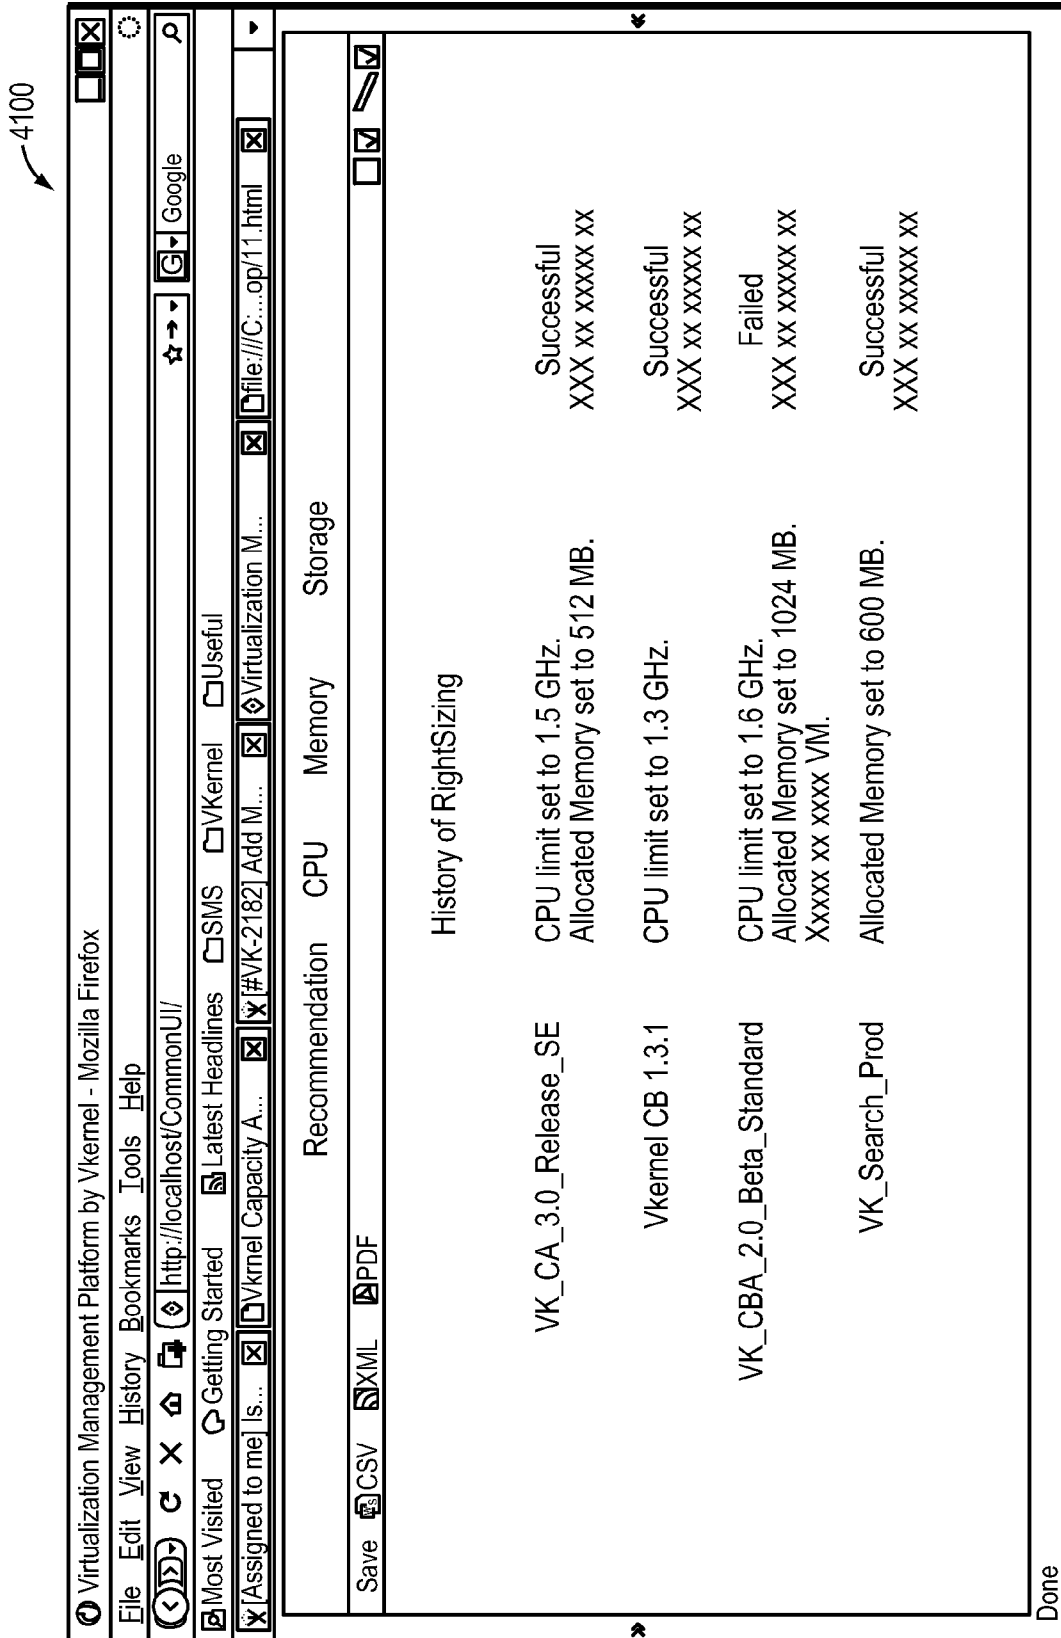 4100
Virtualization Management Platform by Vkernel - Mozilla Firefox
File Edit View History Bookmarks Tools Help
http://localhost/CommonUI/ G Google
Most Visited Getting Started Latest Headlines SMS VKernel Useful
[Assigned to me] Is... Vkrnel Capacity A... [#VK-2182] Add M... Virtualization M... file:///C:...op/11.html
Recommendation CPU Memory Storage
Save CSV XML PDF
History of RightSizing
VK_CA_3.0_Release_SE CPU limit set to 1.5 GHz. Successful
Allocated Memory set to 512 MB. XXX xx xxxxx xx
Vkernel CB 1.3.1 CPU limit set to 1.3 GHz. Successful
XXX xx xxxxx xx
VK_CBA_2.0_Beta_Standard CPU limit set to 1.6 GHz. Failed
Allocated Memory set to 1024 MB. XXX xx xxxxx xx
Xxxxx xx xxxx VM.
VK_Search_Prod Allocated Memory set to 600 MB. Successful
XXX xx xxxxx xx
Done